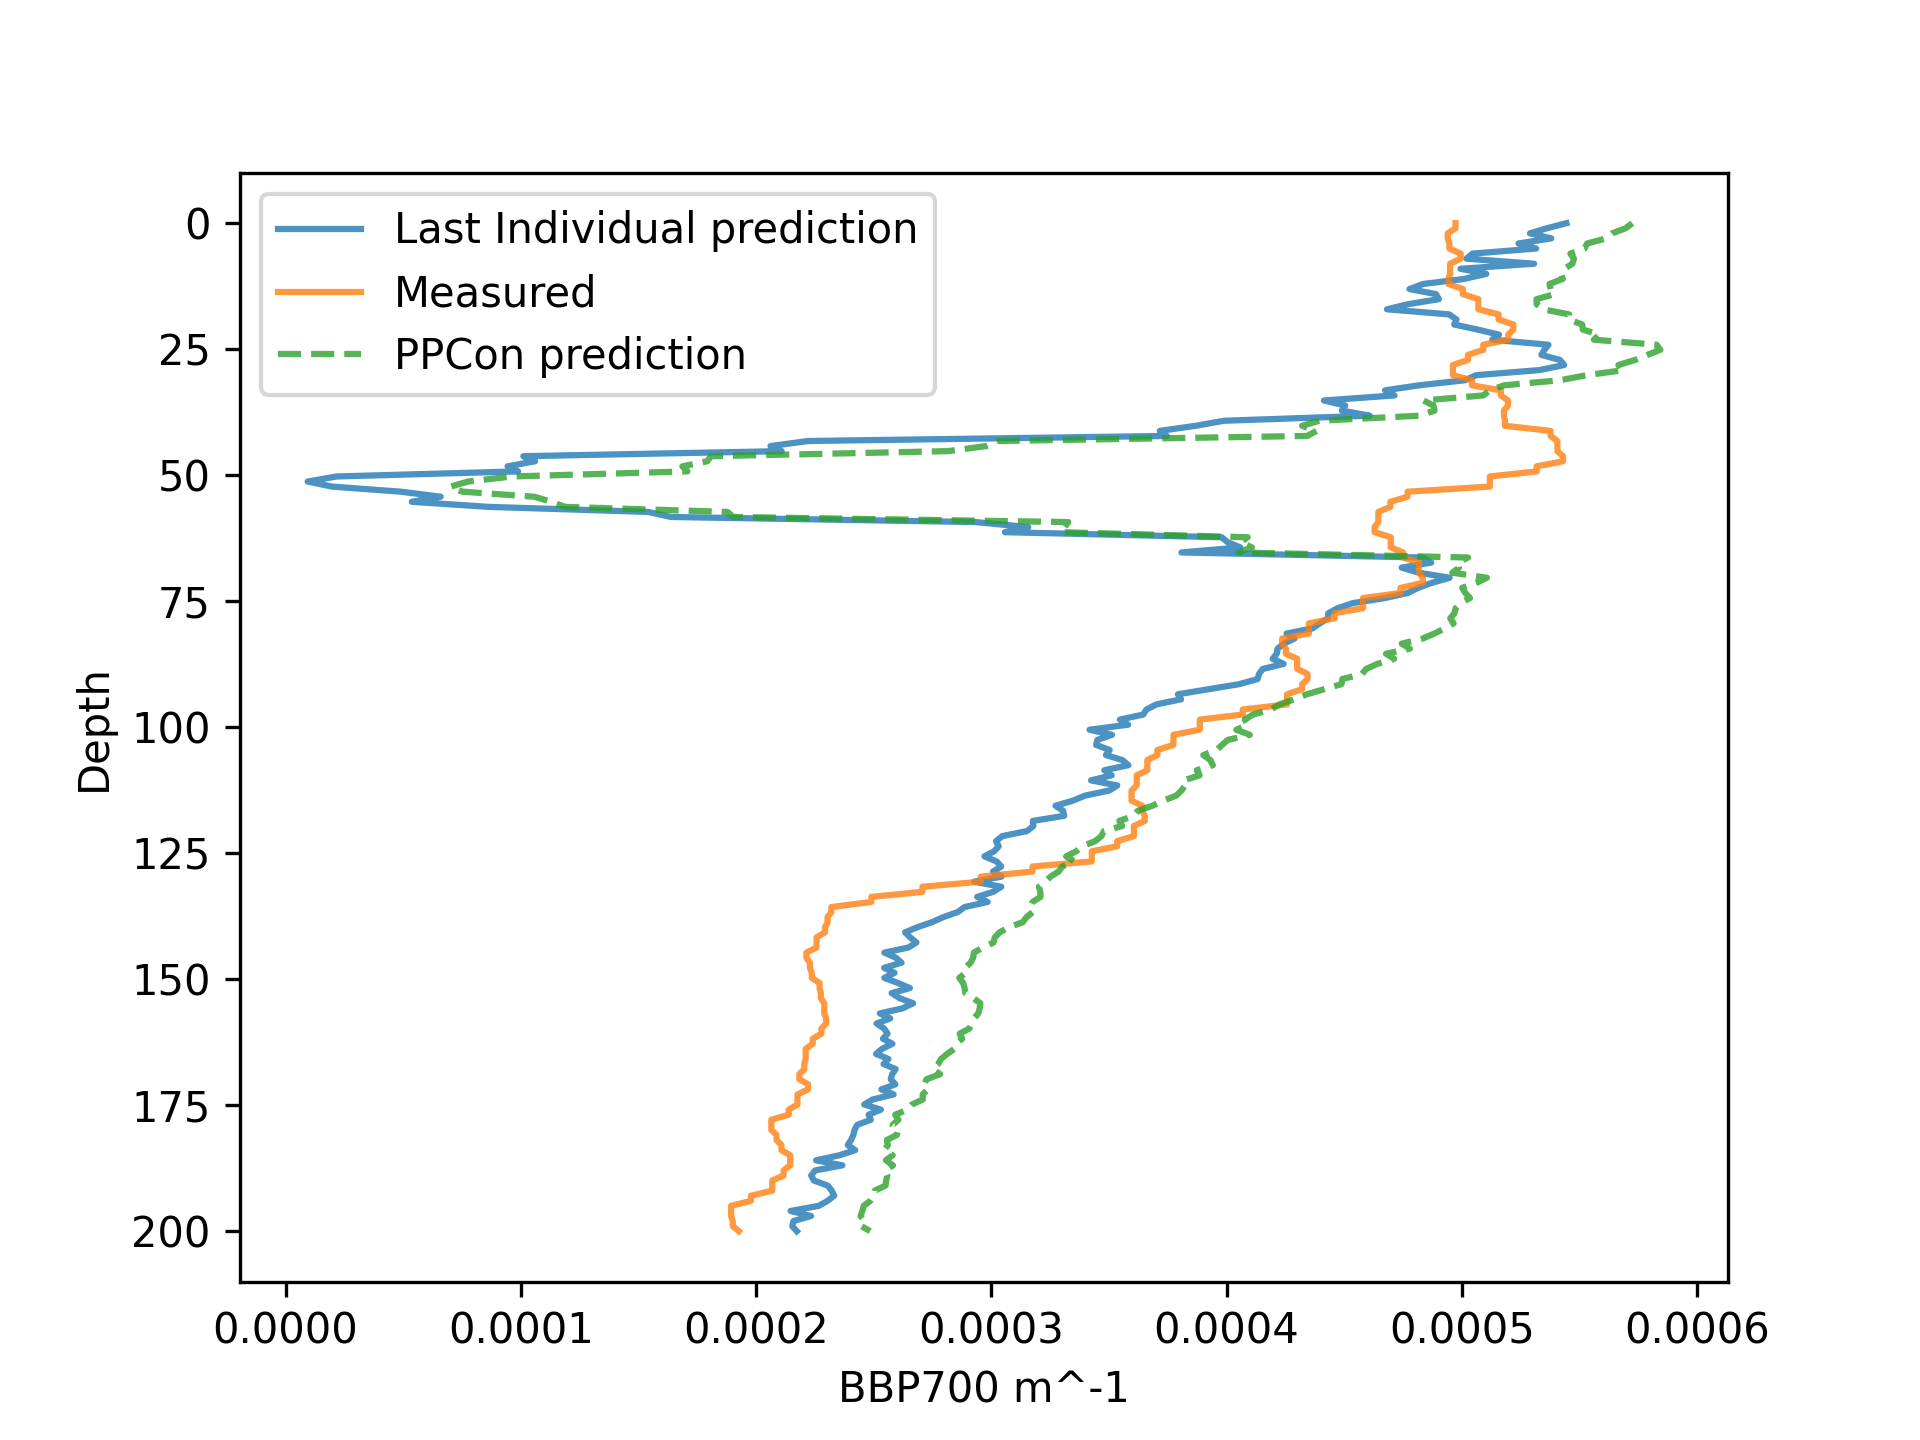 Last Individual prediction
Measured
PPCon prediction
0
25
50
75
100
125
150
175
200
Depth
0.0000 0.0001 0.0002 0.0003 0.0004 0.0005 0.0006
BBP700 m^-1